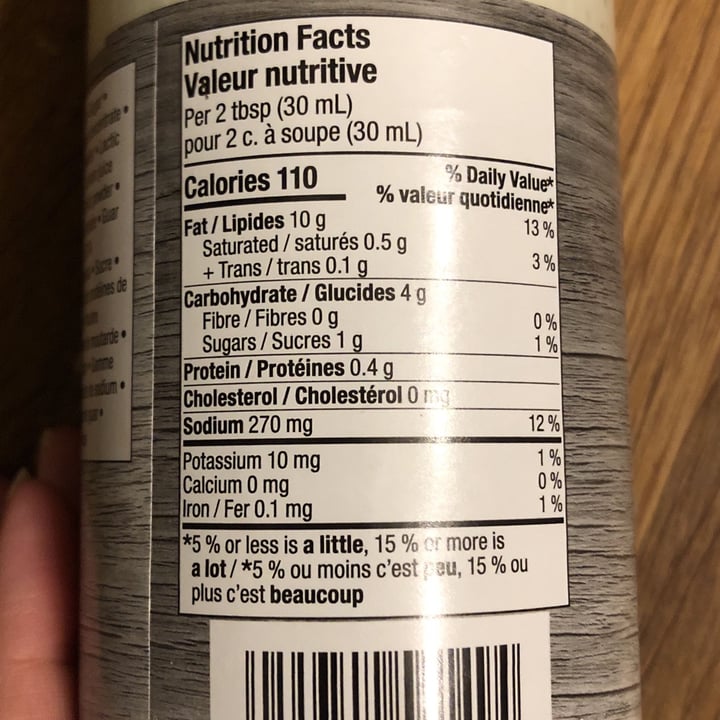 Nutrition Facts
Valeur nutritive
Per 2 tbsp (30 mL)
pour 2 c. à soupe (30 mL)
Calories 110
% Daily Value*
% valeur quotidienne*
Fat / Lipides 10 g 13 %
Saturated / saturés 0.5 g
+ Trans / trans 0.1 g 3 %
Carbohydrate / Glucides 4 g
Fibre / Fibres 0 g 0 %
Sugars / Sucres 1 g 1 %
Protein / Protéines 0.4 g
Cholesterol / Cholestérol 0 mg
Sodium 270 mg 12 %
Potassium 10 mg 1 %
Calcium 0 mg 0 %
Iron / Fer 0.1 mg 1 %
*5 % or less is a little, 15 % or more is
a lot / *5 % ou moins c'est peu, 15 % ou
plus c'est beaucoup